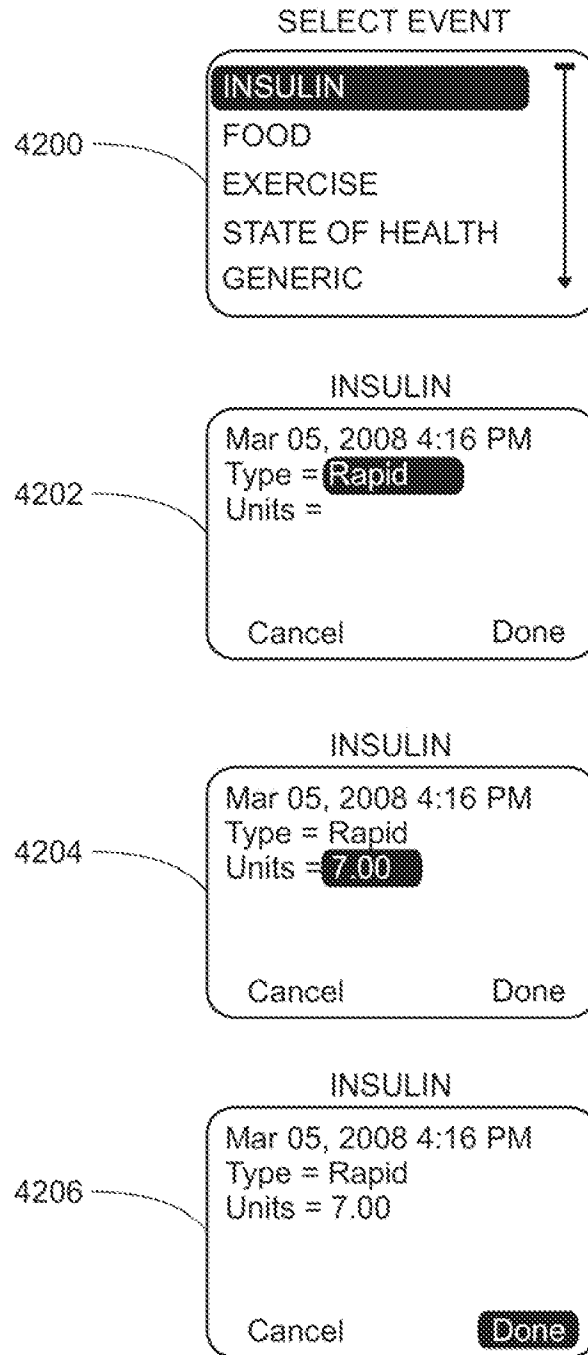 SELECT EVENT
INSULIN
FOOD
4200
EXERCISE
STATE OF HEALTH
GENERIC
INSULIN
Mar 05, 2008 4:16 PM
Type = Rapid
4202
Units =
Cancel Done
INSULIN
Mar 05, 2008 4:16 PM
Type = Rapid
4204
Units = 7.00
Cancel Done
INSULIN
Mar 05, 2008 4:16 PM
Type = Rapid
4206
Units = 7.00
Cancel Done